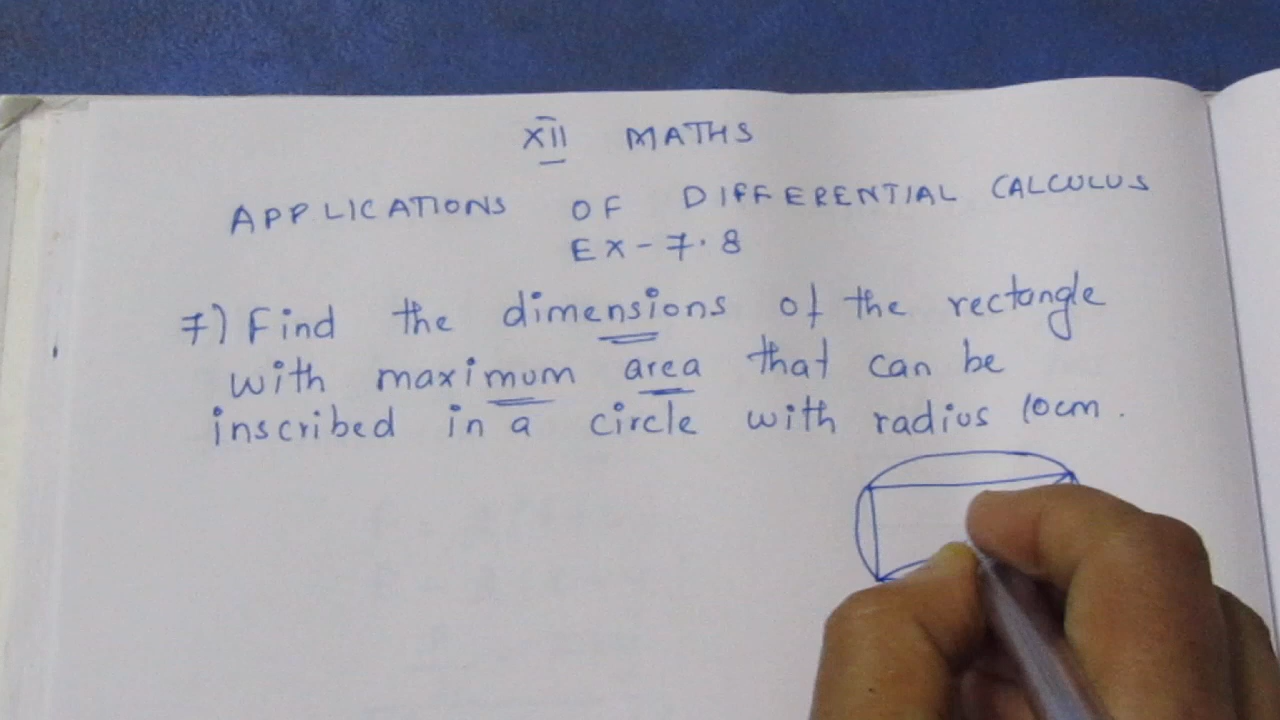 XII MATHS
APPLICATIONS OF DIFFERENTIAL CALCULUS
EX-7.8
7) Find the dimensions of the rectangle
with maximum area that can be
inscribed in a circle with radius 10cm.